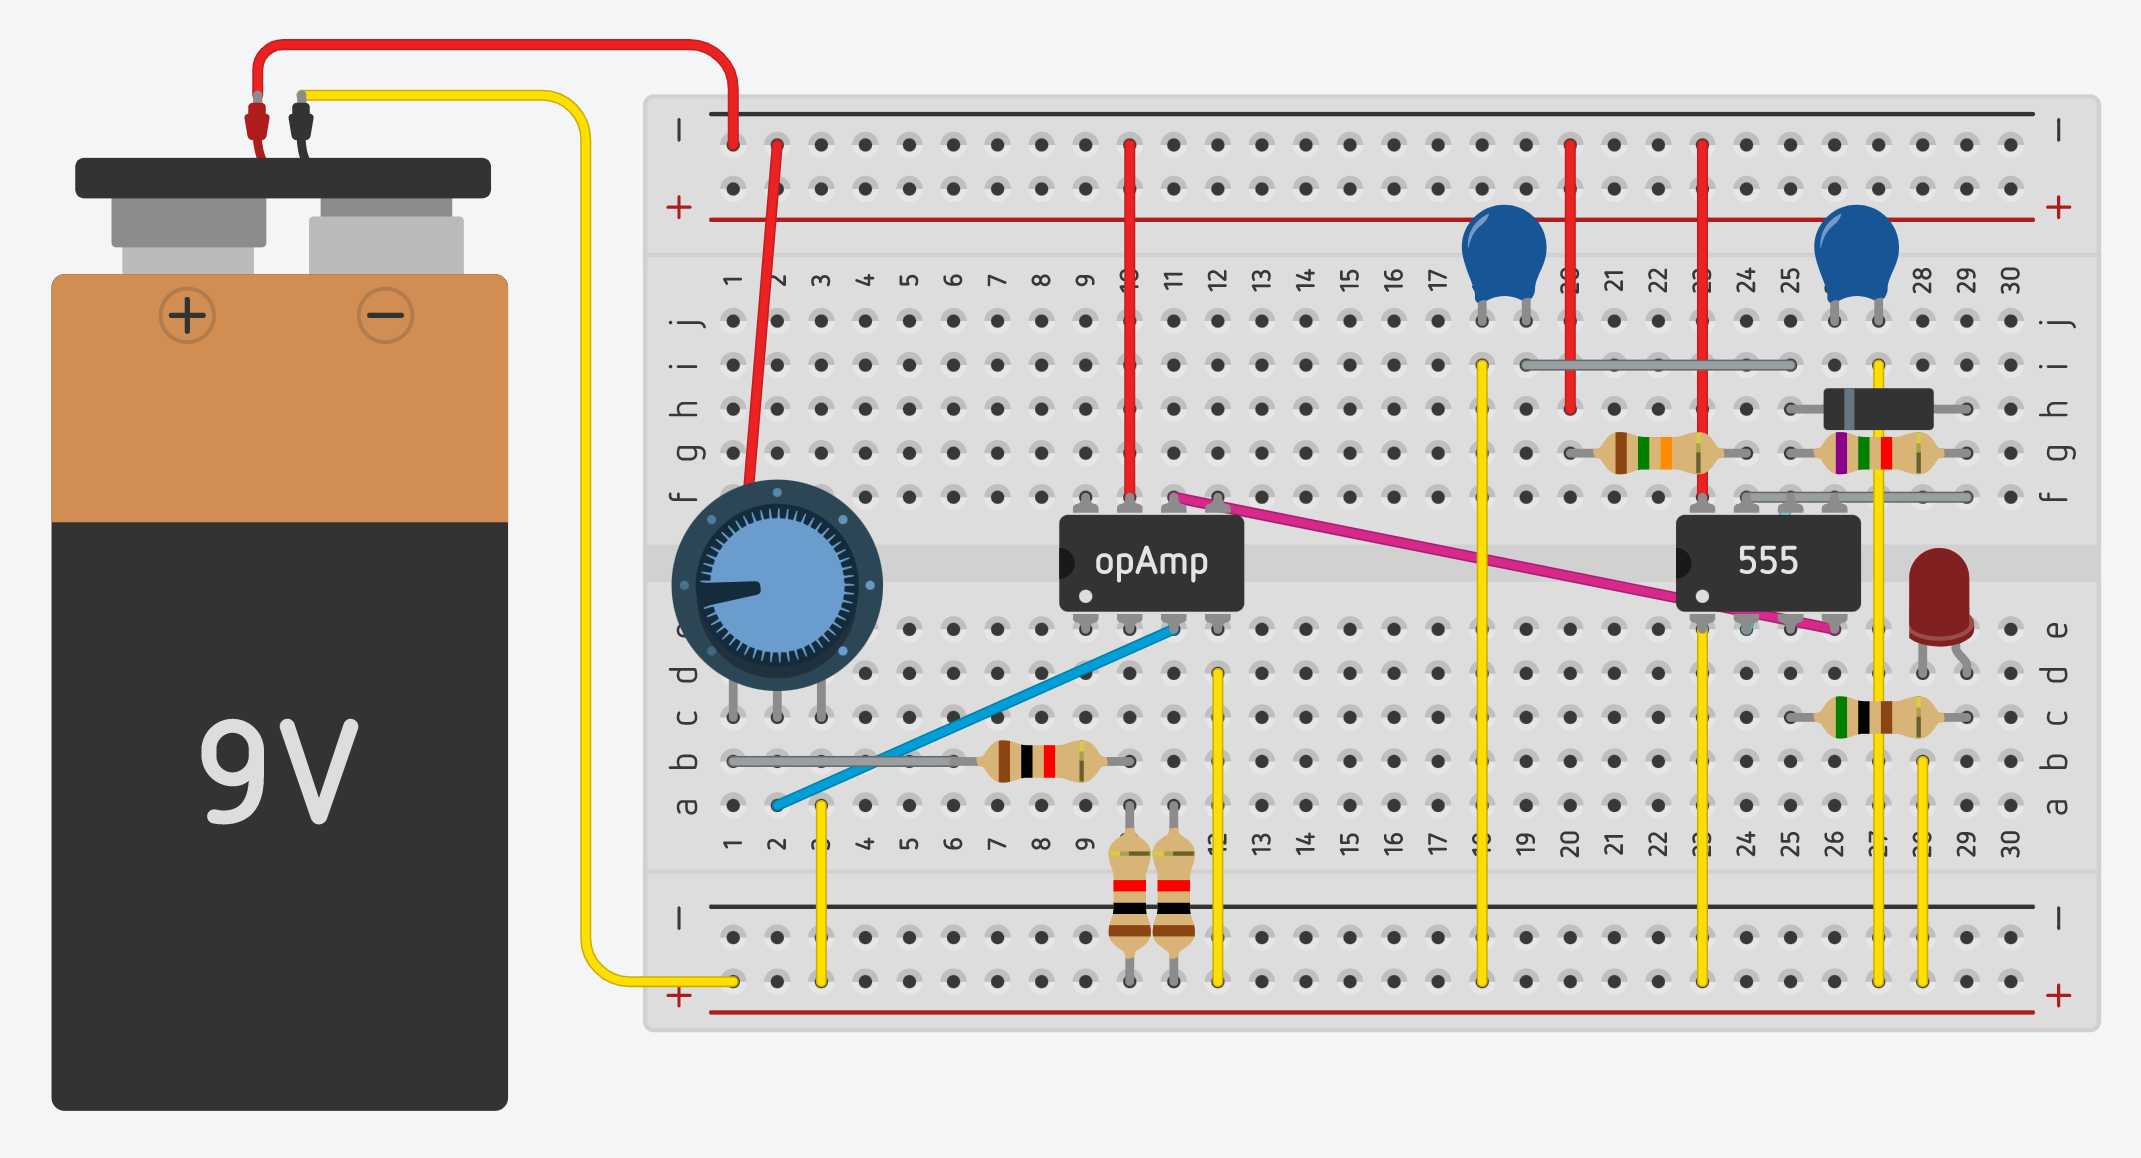 − −
+ +
1 2 3 4 5 6 7 8 9 10 11 12 13 14 15 16 17 20 21 22 23 24 25 28 29 30
+ −
j j
i i
h h
g g
f f
opAmp 555
e e
d d
c c
9V
b b
a a
1 2 3 4 5 6 7 8 9 12 13 14 15 16 17 18 19 20 21 22 23 24 25 26 27 28 29 30
− −
+ +